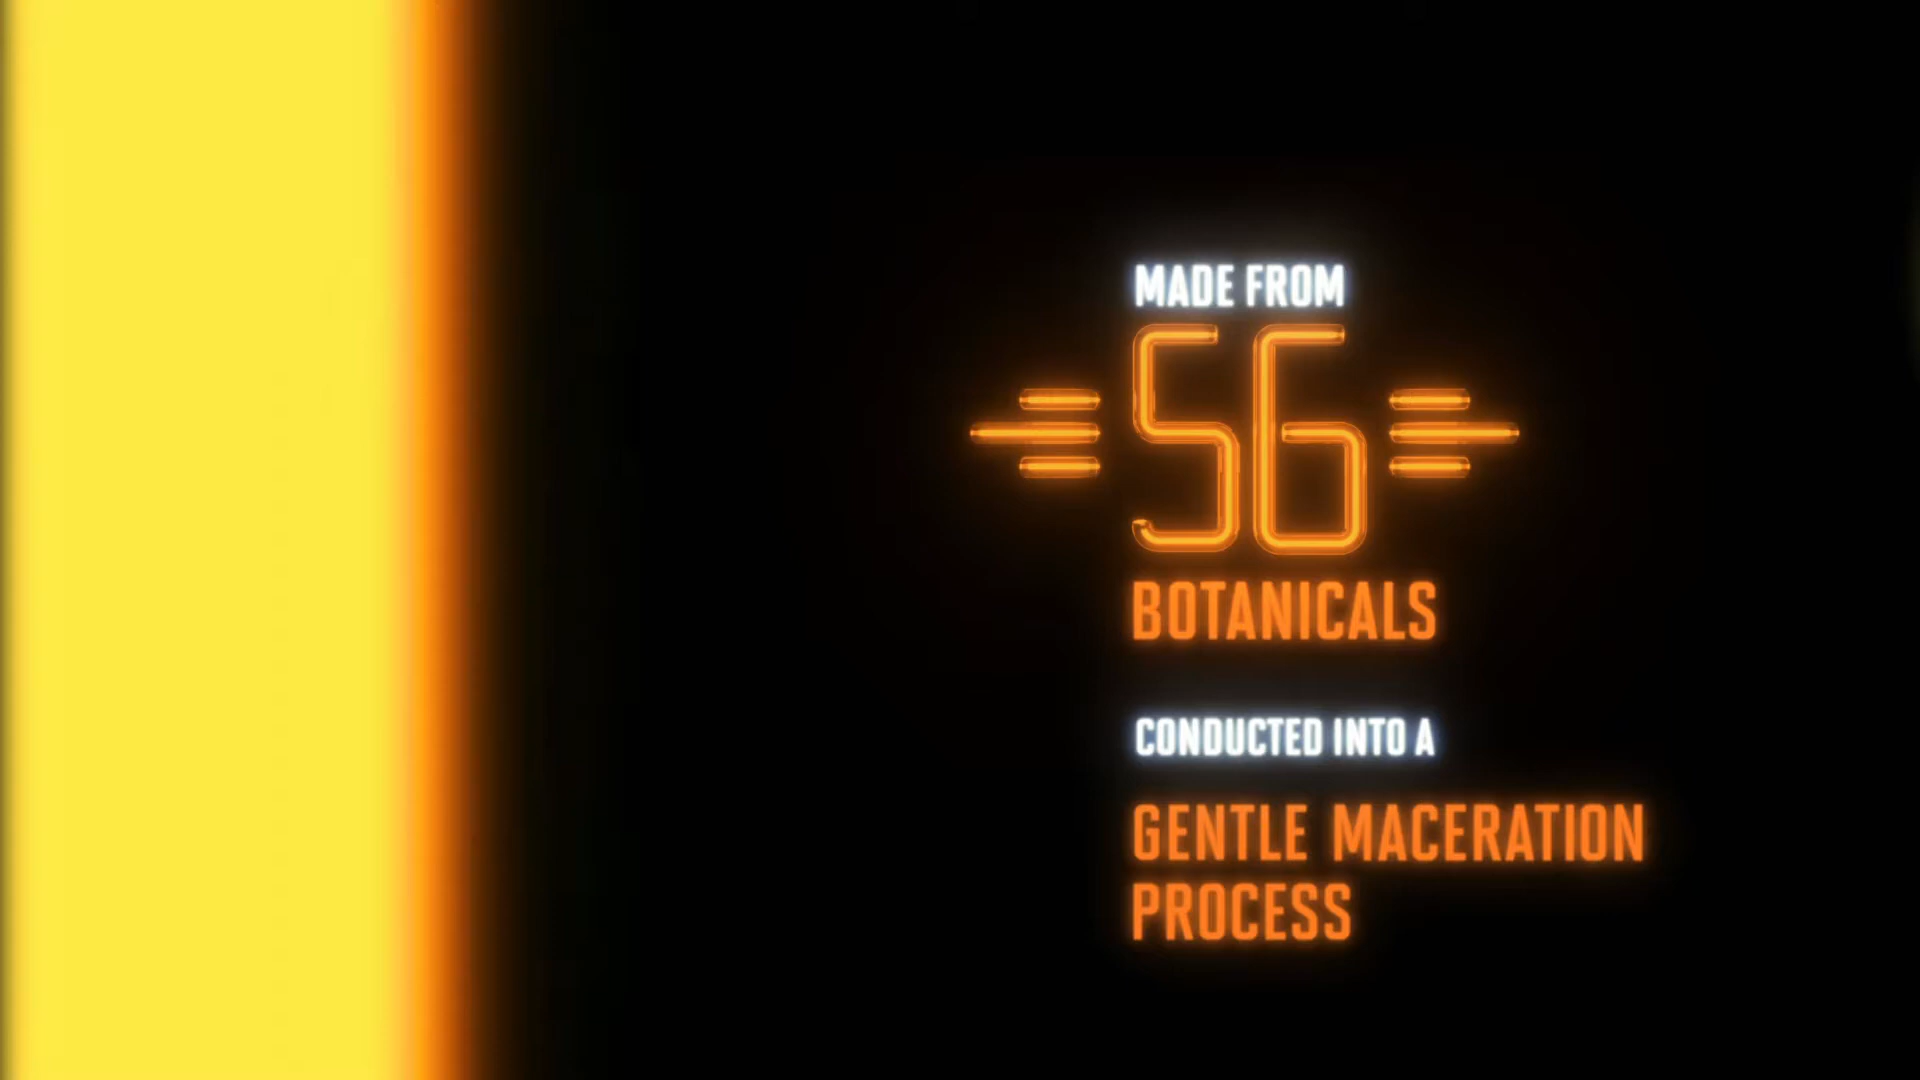 MADE FROM
56
BOTANICALS
CONDUCTED INTO A
GENTLE MACERATION
PROCESS